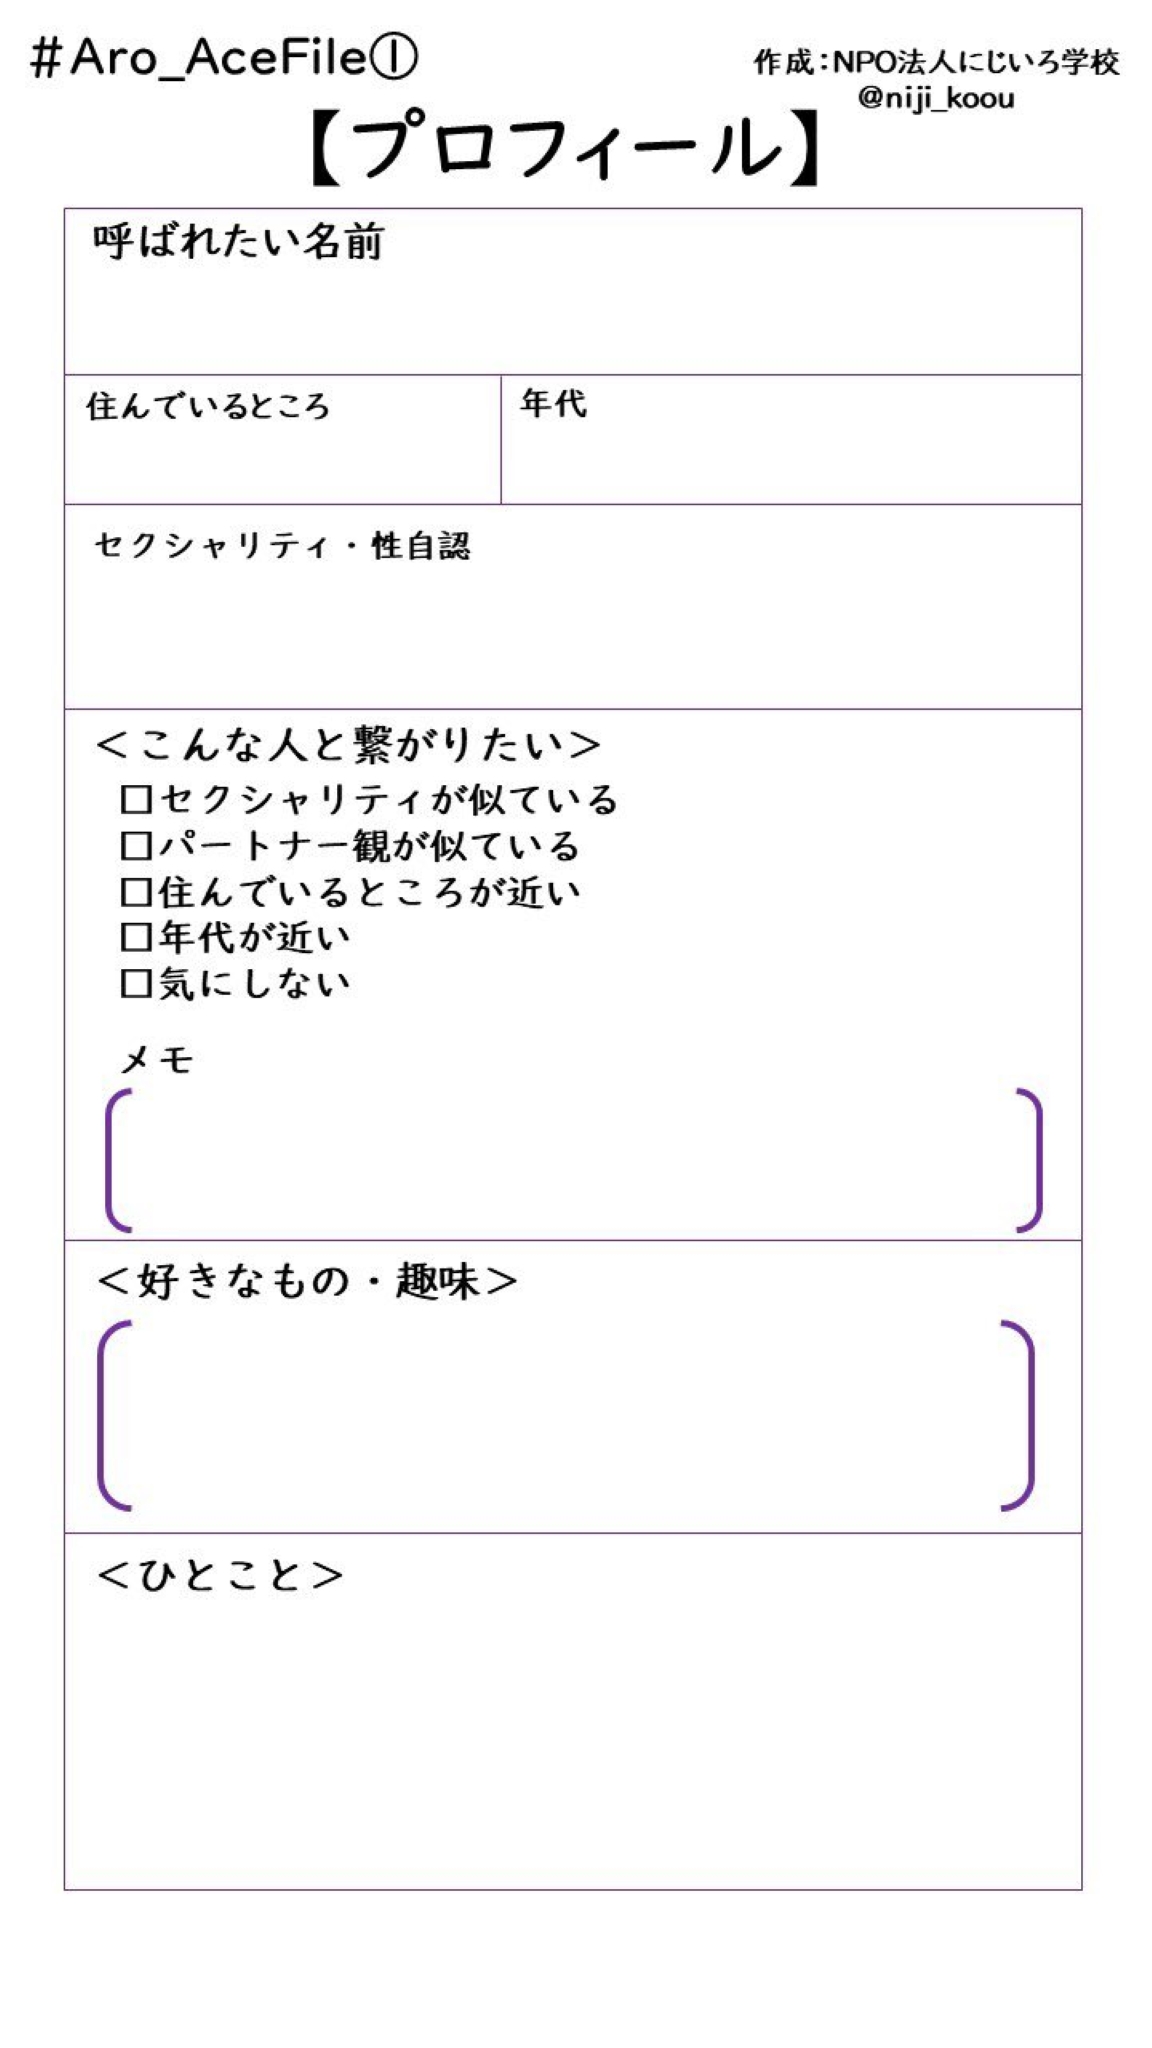 #Aro_AceFile①
作成：NPO法人にじいろ学校
@niji_koou
【プロフィール】
呼ばれたい名前
住んでいるところ
年代
セクシャリティ・性自認
＜こんな人と繋がりたい＞
□セクシャリティが似ている
□パートナー観が似ている
□住んでいるところが近い
□年代が近い
□気にしない
メモ
＜好きなもの・趣味＞
＜ひとこと＞